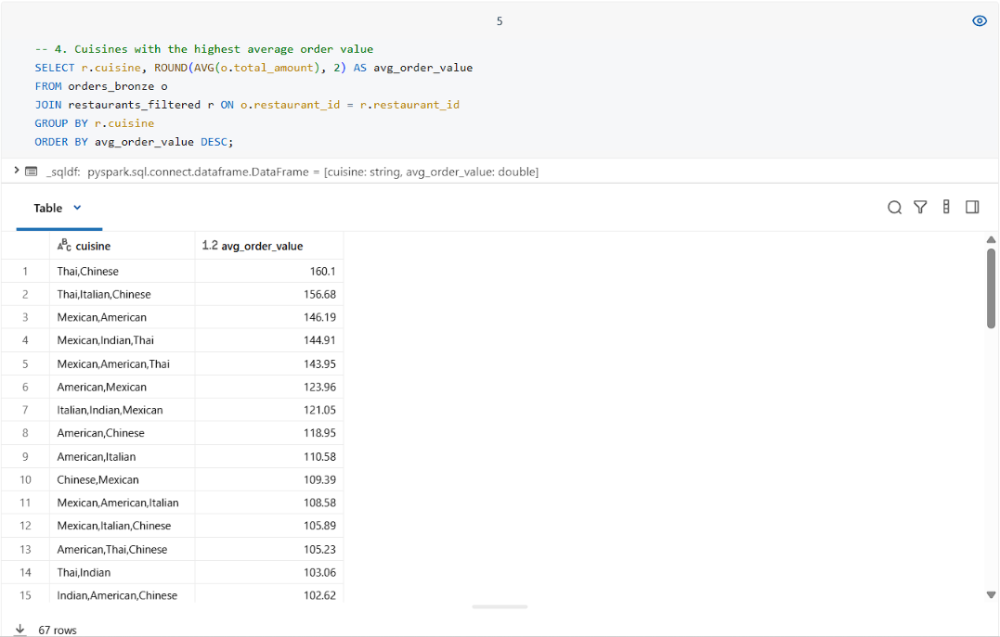 5
-- 4. Cuisines with the highest average order value
SELECT r.cuisine, ROUND(AVG(o.total_amount), 2) AS avg_order_value
FROM orders_bronze o
JOIN restaurants_filtered r ON o.restaurant_id = r.restaurant_id
GROUP BY r.cuisine
ORDER BY avg_order_value DESC;
_sqldf: pyspark.sql.connect.dataframe.DataFrame = [cuisine: string, avg_order_value: double]
Table
ABC cuisine 1.2 avg_order_value
1 Thai,Chinese 160.1
2 Thai,Italian,Chinese 156.68
3 Mexican,American 146.19
4 Mexican,Indian,Thai 144.91
5 Mexican,American,Thai 143.95
6 American,Mexican 123.96
7 Italian,Indian,Mexican 121.05
8 American,Chinese 118.95
9 American,Italian 110.58
10 Chinese,Mexican 109.39
11 Mexican,American,Italian 108.58
12 Mexican,Italian,Chinese 105.89
13 American,Thai,Chinese 105.23
14 Thai,Indian 103.06
15 Indian,American,Chinese 102.62
67 rows